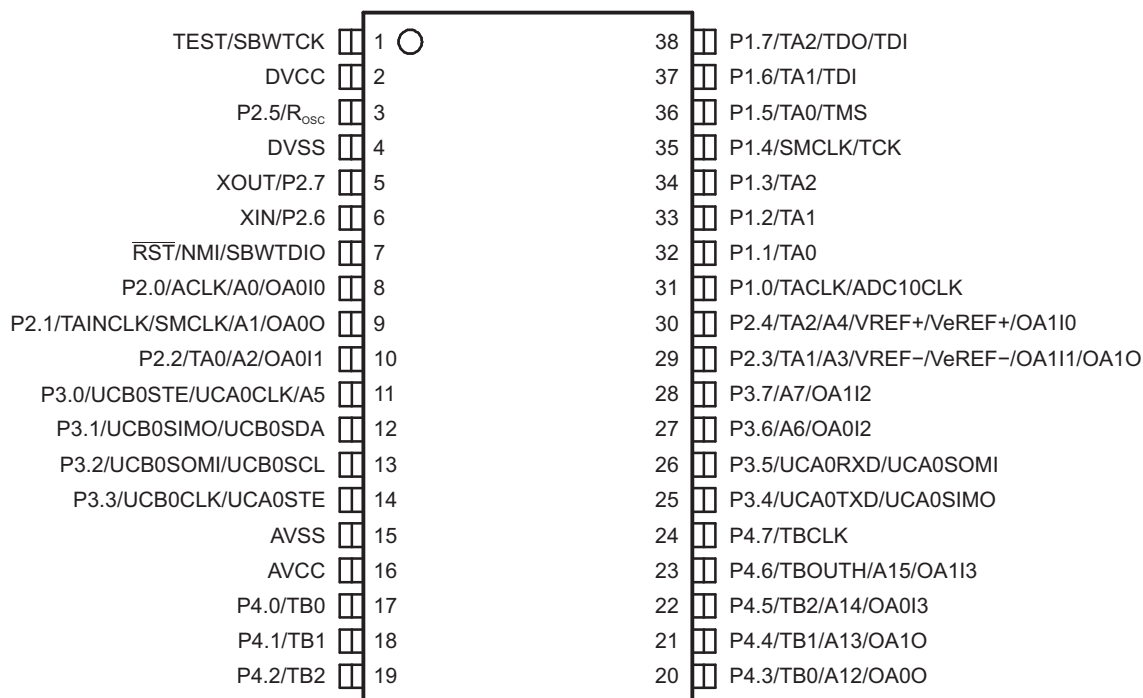 TEST/SBWTCK 1 38 P1.7/TA2/TDO/TDI
DVCC 2 37 P1.6/TA1/TDI
P2.5/ROSC 3 36 P1.5/TA0/TMS
DVSS 4 35 P1.4/SMCLK/TCK
XOUT/P2.7 5 34 P1.3/TA2
XIN/P2.6 6 33 P1.2/TA1
RST/NMI/SBWTDIO 7 32 P1.1/TA0
P2.0/ACLK/A0/OA0I0 8 31 P1.0/TACLK/ADC10CLK
P2.1/TAINCLK/SMCLK/A1/OA0O 9 30 P2.4/TA2/A4/VREF+/VeREF+/OA1I0
P2.2/TA0/A2/OA0I1 10 29 P2.3/TA1/A3/VREF−/VeREF−/OA1I1/OA1O
P3.0/UCB0STE/UCA0CLK/A5 11 28 P3.7/A7/OA1I2
P3.1/UCB0SIMO/UCB0SDA 12 27 P3.6/A6/OA0I2
P3.2/UCB0SOMI/UCB0SCL 13 26 P3.5/UCA0RXD/UCA0SOMI
P3.3/UCB0CLK/UCA0STE 14 25 P3.4/UCA0TXD/UCA0SIMO
AVSS 15 24 P4.7/TBCLK
AVCC 16 23 P4.6/TBOUTH/A15/OA1I3
P4.0/TB0 17 22 P4.5/TB2/A14/OA0I3
P4.1/TB1 18 21 P4.4/TB1/A13/OA1O
P4.2/TB2 19 20 P4.3/TB0/A12/OA0O